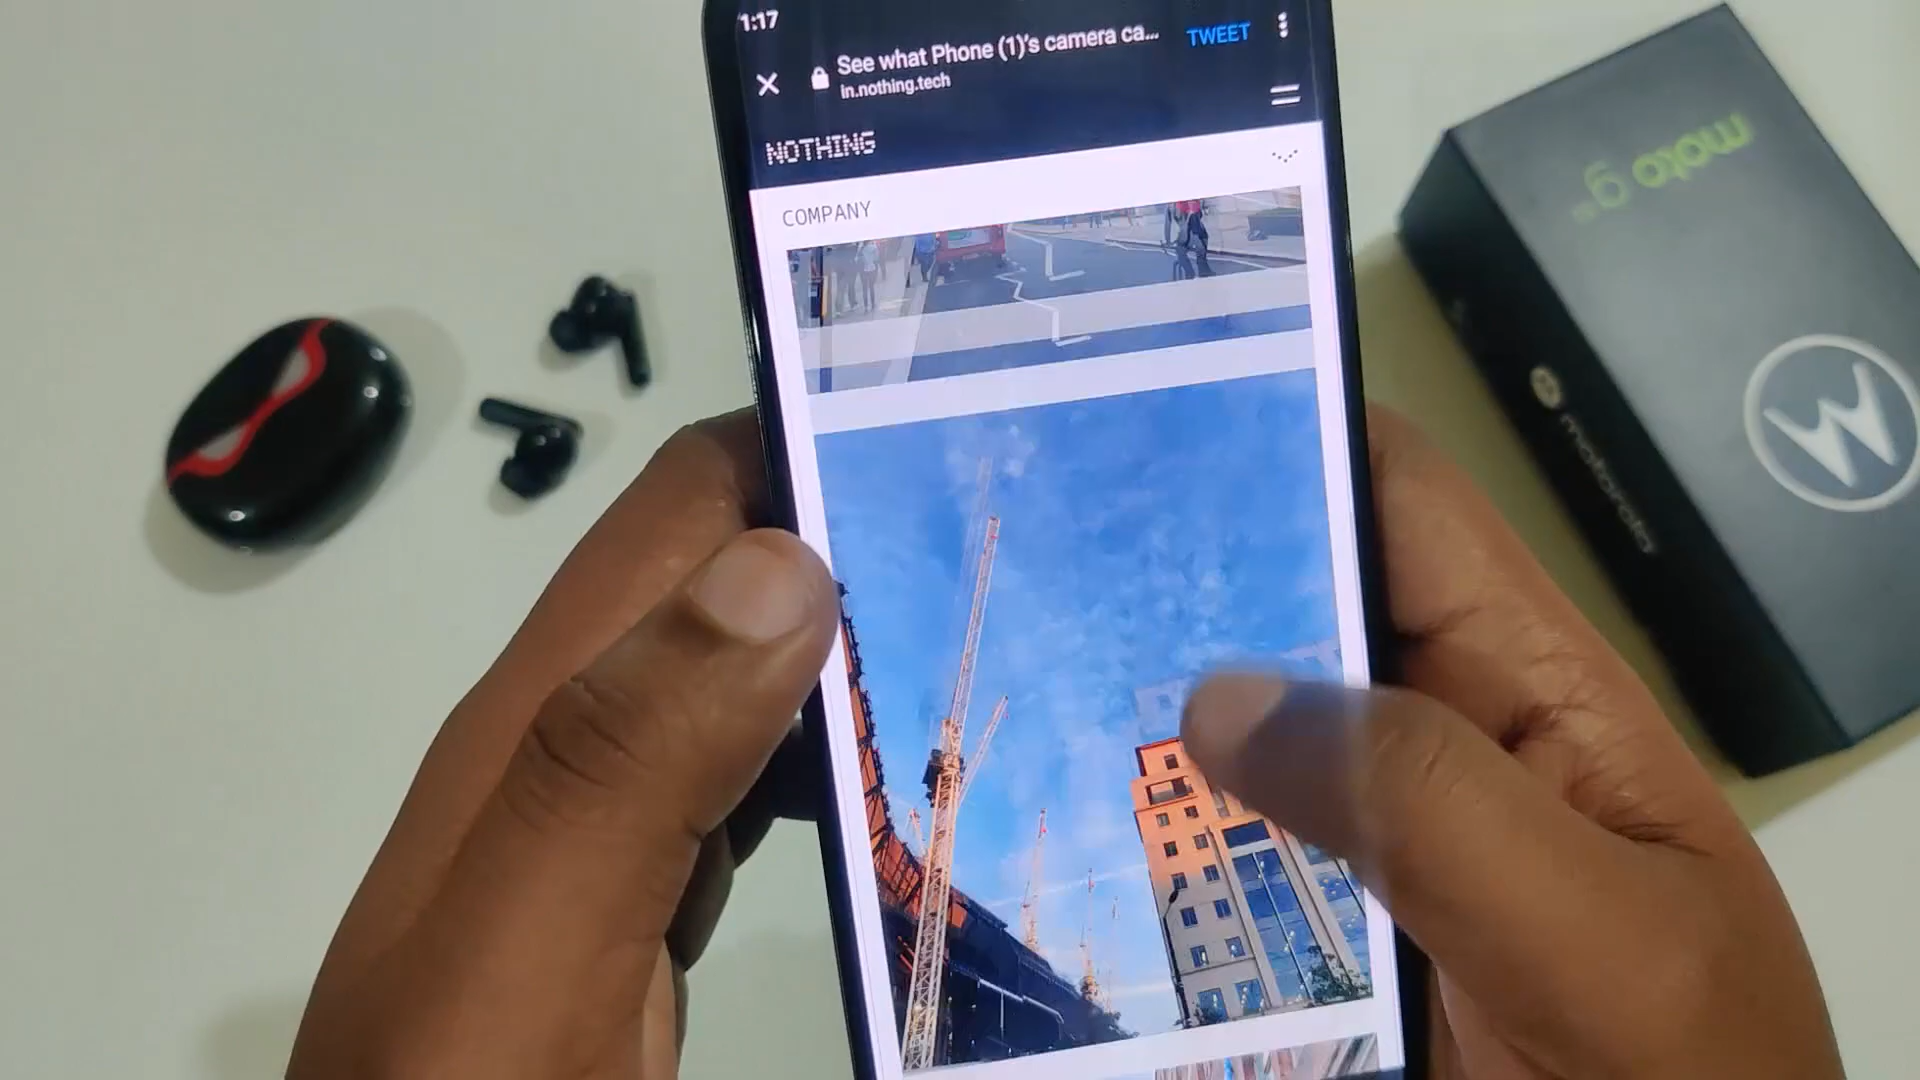 1:17
See what Phone (1)'s camera ca...
in.nothing.tech
TWEET
NOTHING
COMPANY
moto g
motorola